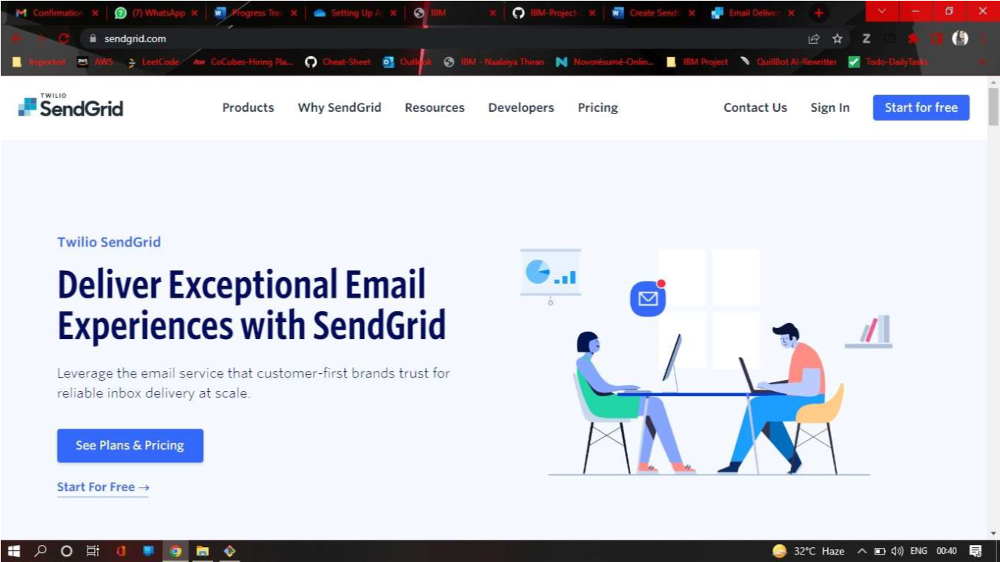 Confirmation
(7) WhatsApp
Progress Trac
Setting Up A
IBM
IBM-Project-
Create Send
Email Deliver
sendgrid.com
Imported
AWS
LeetCode
CoCubes-Hiring Pla...
Cheat-Sheet
Outlook
IBM - Naalaiya Thiran
Novorésumé-Onlin...
IBM Project
QuillBot AI-Rewritter
Todo-DailyTasks
TWILIO
SendGrid
Products
Why SendGrid
Resources
Developers
Pricing
Contact Us
Sign In
Start for free
Twilio SendGrid
Deliver Exceptional Email
Experiences with SendGrid
Leverage the email service that customer-first brands trust for
reliable inbox delivery at scale.
See Plans & Pricing
Start For Free →
32°C Haze
ENG
00:40